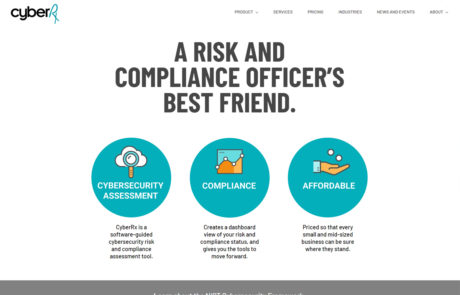 cyberRx
PRODUCT SERVICES PRICING INDUSTRIES NEWS AND EVENTS ABOUT
A RISK AND
COMPLIANCE OFFICER'S
BEST FRIEND.
CYBERSECURITY
ASSESSMENT
COMPLIANCE
AFFORDABLE
CyberRx is a
software-guided
cybersecurity risk
and compliance
assessment tool.
Creates a dashboard
view of your risk and
compliance status, and
gives you the tools to
move forward.
Priced so that every
small and mid-sized
business can be sure
where they stand.